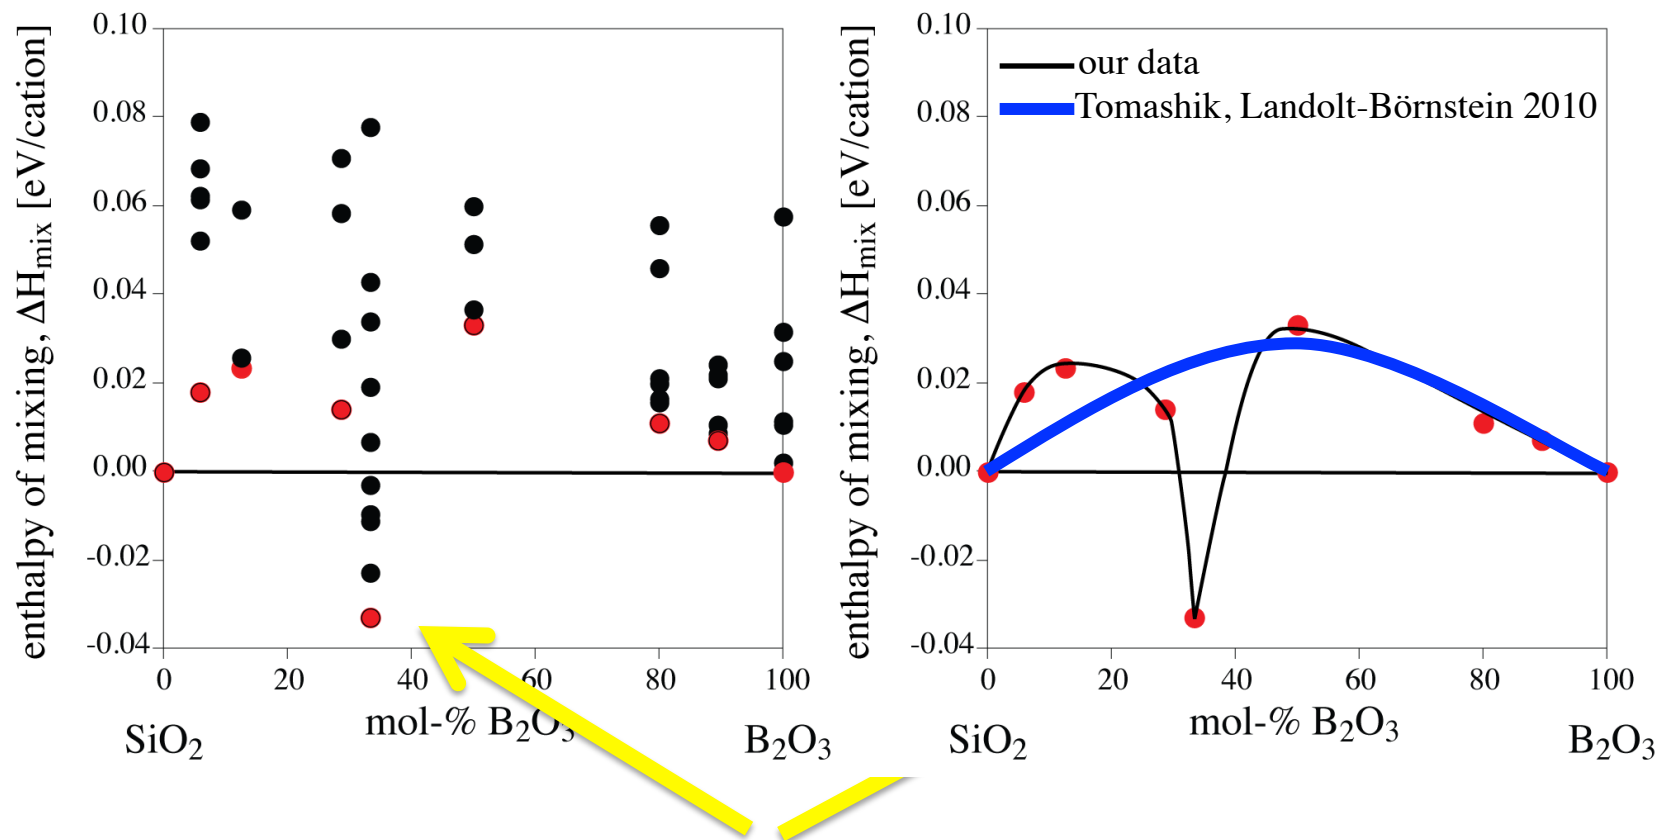 enthalpy of mixing, ΔHmix [eV/cation]
0.10
0.08
0.06
0.04
0.02
0.00
-0.02
-0.04
0 20 40 60 80 100
mol-% B2O3
SiO2 B2O3
enthalpy of mixing, ΔHmix [eV/cation]
0.10
0.08
0.06
0.04
0.02
0.00
-0.02
-0.04
our data
Tomashik, Landolt-Börnstein 2010
0 20 40 60 80 100
mol-% B2O3
SiO2 B2O3